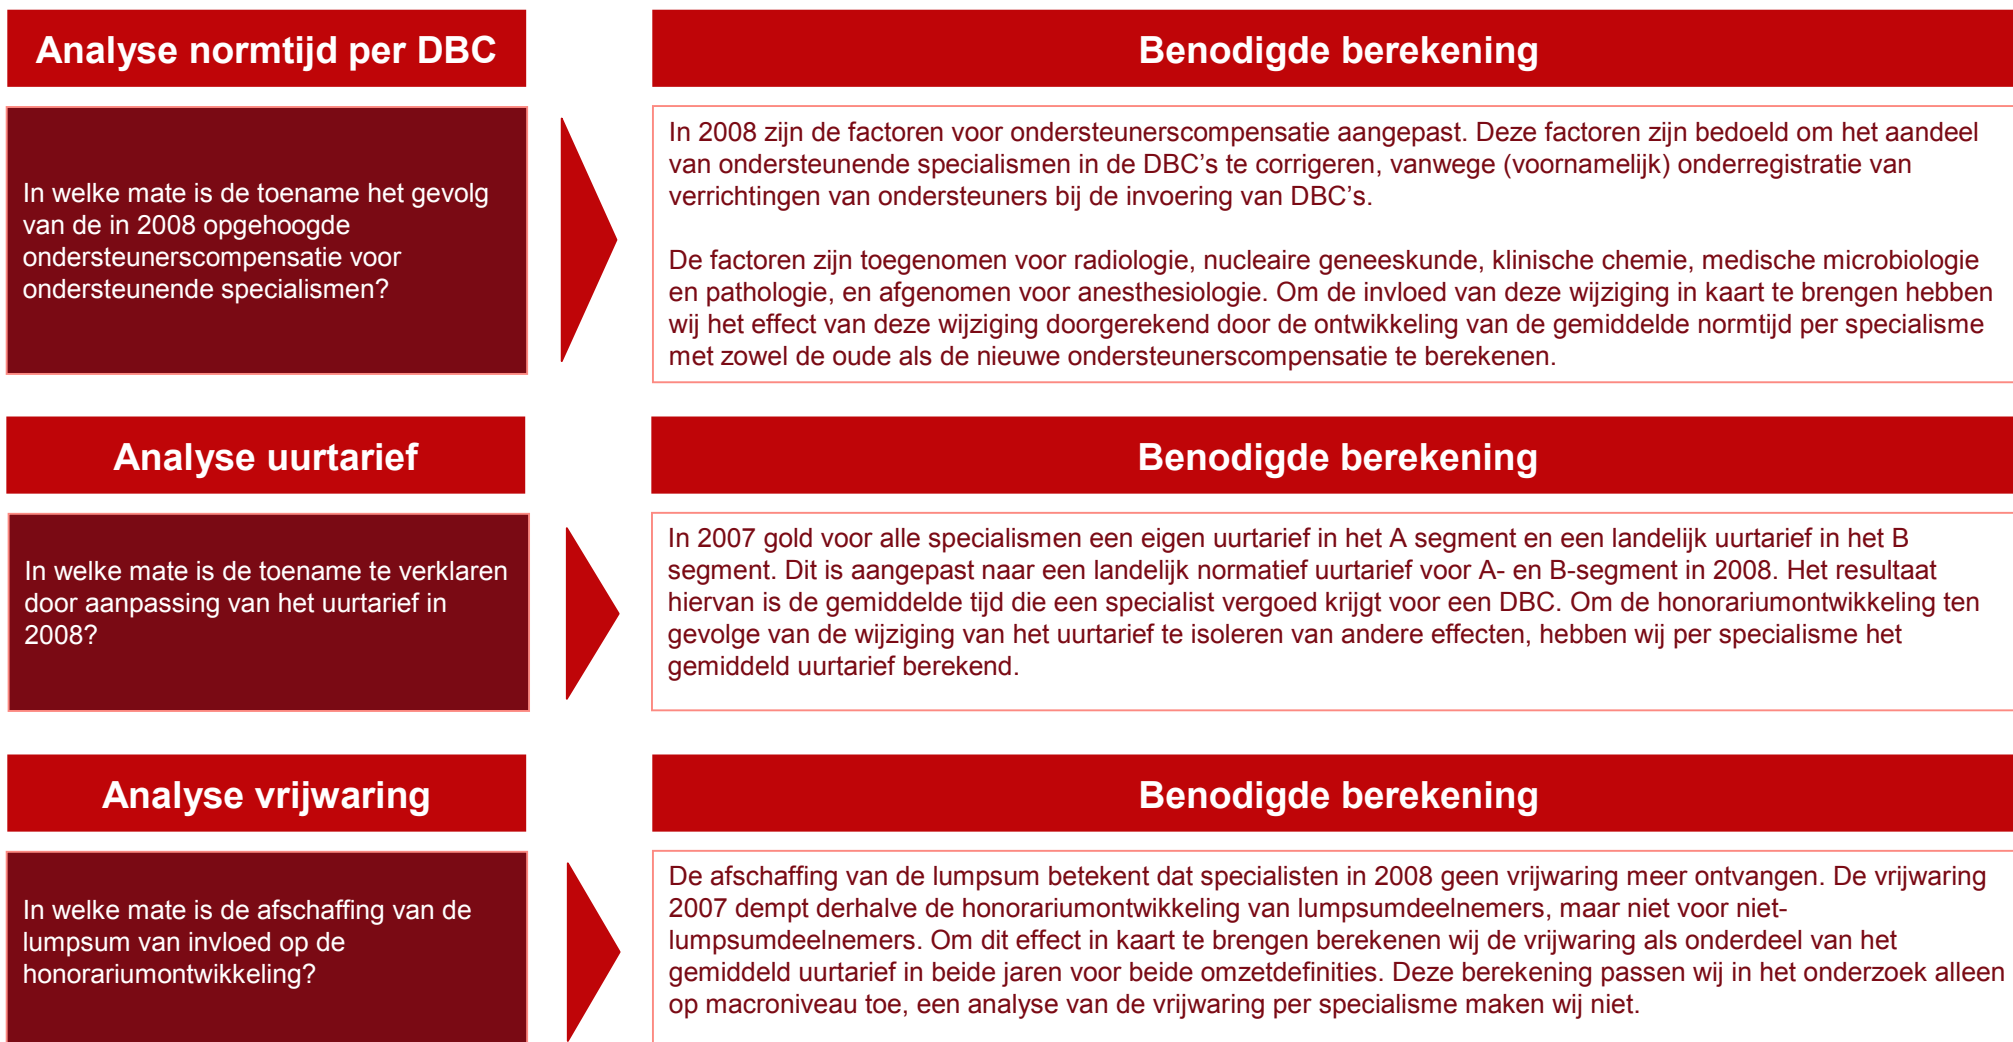 Analyse normtijd per DBC
Benodigde berekening
In welke mate is de toename het gevolg
van de in 2008 opgehoogde
ondersteunerscompensatie voor
ondersteunende specialismen?
In 2008 zijn de factoren voor ondersteunerscompensatie aangepast. Deze factoren zijn bedoeld om het aandeel
van ondersteunende specialismen in de DBC's te corrigeren, vanwege (voornamelijk) onderregistratie van
verrichtingen van ondersteuners bij de invoering van DBC's.
De factoren zijn toegenomen voor radiologie, nucleaire geneeskunde, klinische chemie, medische microbiologie
en pathologie, en afgenomen voor anesthesiologie. Om de invloed van deze wijziging in kaart te brengen hebben
wij het effect van deze wijziging doorgerekend door de ontwikkeling van de gemiddelde normtijd per specialisme
met zowel de oude als de nieuwe ondersteunerscompensatie te berekenen.
Analyse uurtarief
Benodigde berekening
In welke mate is de toename te verklaren
door aanpassing van het uurtarief in
2008?
In 2007 gold voor alle specialismen een eigen uurtarief in het A segment en een landelijk uurtarief in het B
segment. Dit is aangepast naar een landelijk normatief uurtarief voor A- en B-segment in 2008. Het resultaat
hiervan is de gemiddelde tijd die een specialist vergoed krijgt voor een DBC. Om de honorariumontwikkeling ten
gevolge van de wijziging van het uurtarief te isoleren van andere effecten, hebben wij per specialisme het
gemiddeld uurtarief berekend.
Analyse vrijwaring
Benodigde berekening
In welke mate is de afschaffing van de
lumpsum van invloed op de
honorariumontwikkeling?
De afschaffing van de lumpsum betekent dat specialisten in 2008 geen vrijwaring meer ontvangen. De vrijwaring
2007 dempt derhalve de honorariumontwikkeling van lumpsumdeelnemers, maar niet voor niet-
lumpsumdeelnemers. Om dit effect in kaart te brengen berekenen wij de vrijwaring als onderdeel van het
gemiddeld uurtarief in beide jaren voor beide omzetdefinities. Deze berekening passen wij in het onderzoek alleen
op macroniveau toe, een analyse van de vrijwaring per specialisme maken wij niet.